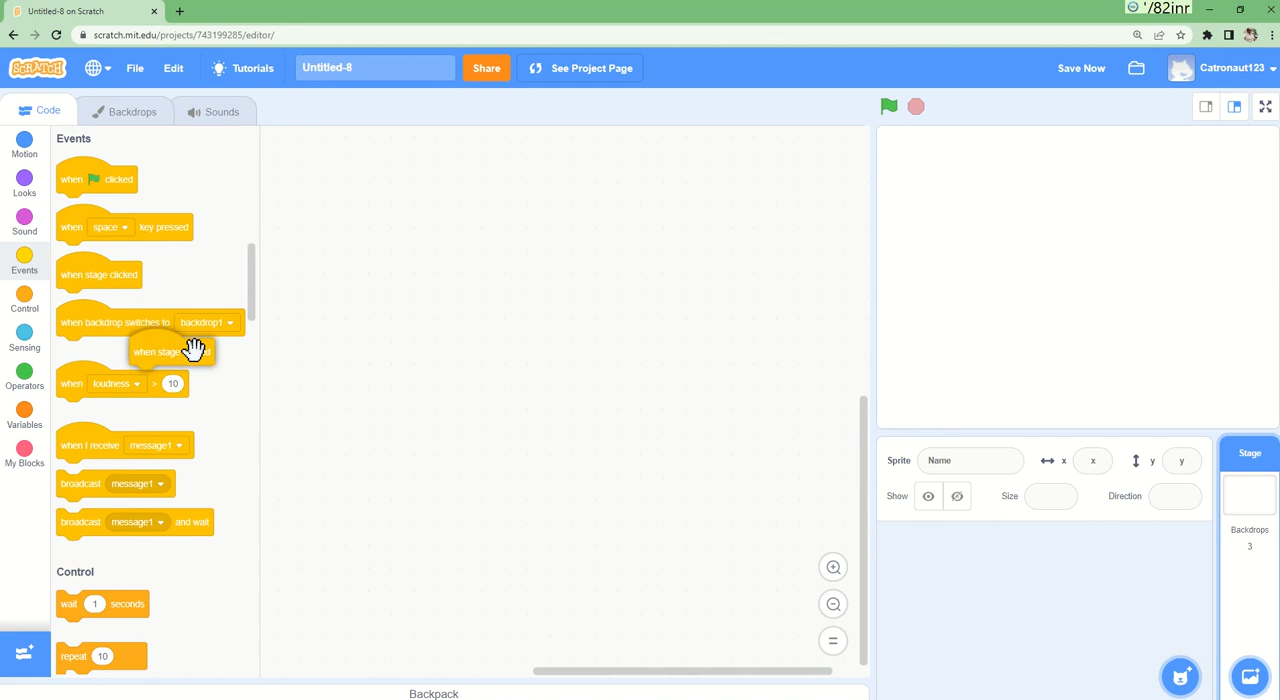 Untitled-8 on Scratch
'/82inr
scratch.mit.edu/projects/743199285/editor/
SCRATCH
File
Edit
Tutorials
Untitled-8
Share
See Project Page
Save Now
Catronaut123
Code
Backdrops
Sounds
Motion
Looks
Sound
Events
Control
Sensing
Operators
Variables
My Blocks
Events
when clicked
when space key pressed
when stage clicked
when backdrop switches to backdrop1
when stage
when loudness > 10
when I receive message1
broadcast message1
broadcast message1 and wait
Control
wait 1 seconds
repeat 10
Backpack
Sprite Name x x y y
Show Size Direction
Stage
Backdrops
3